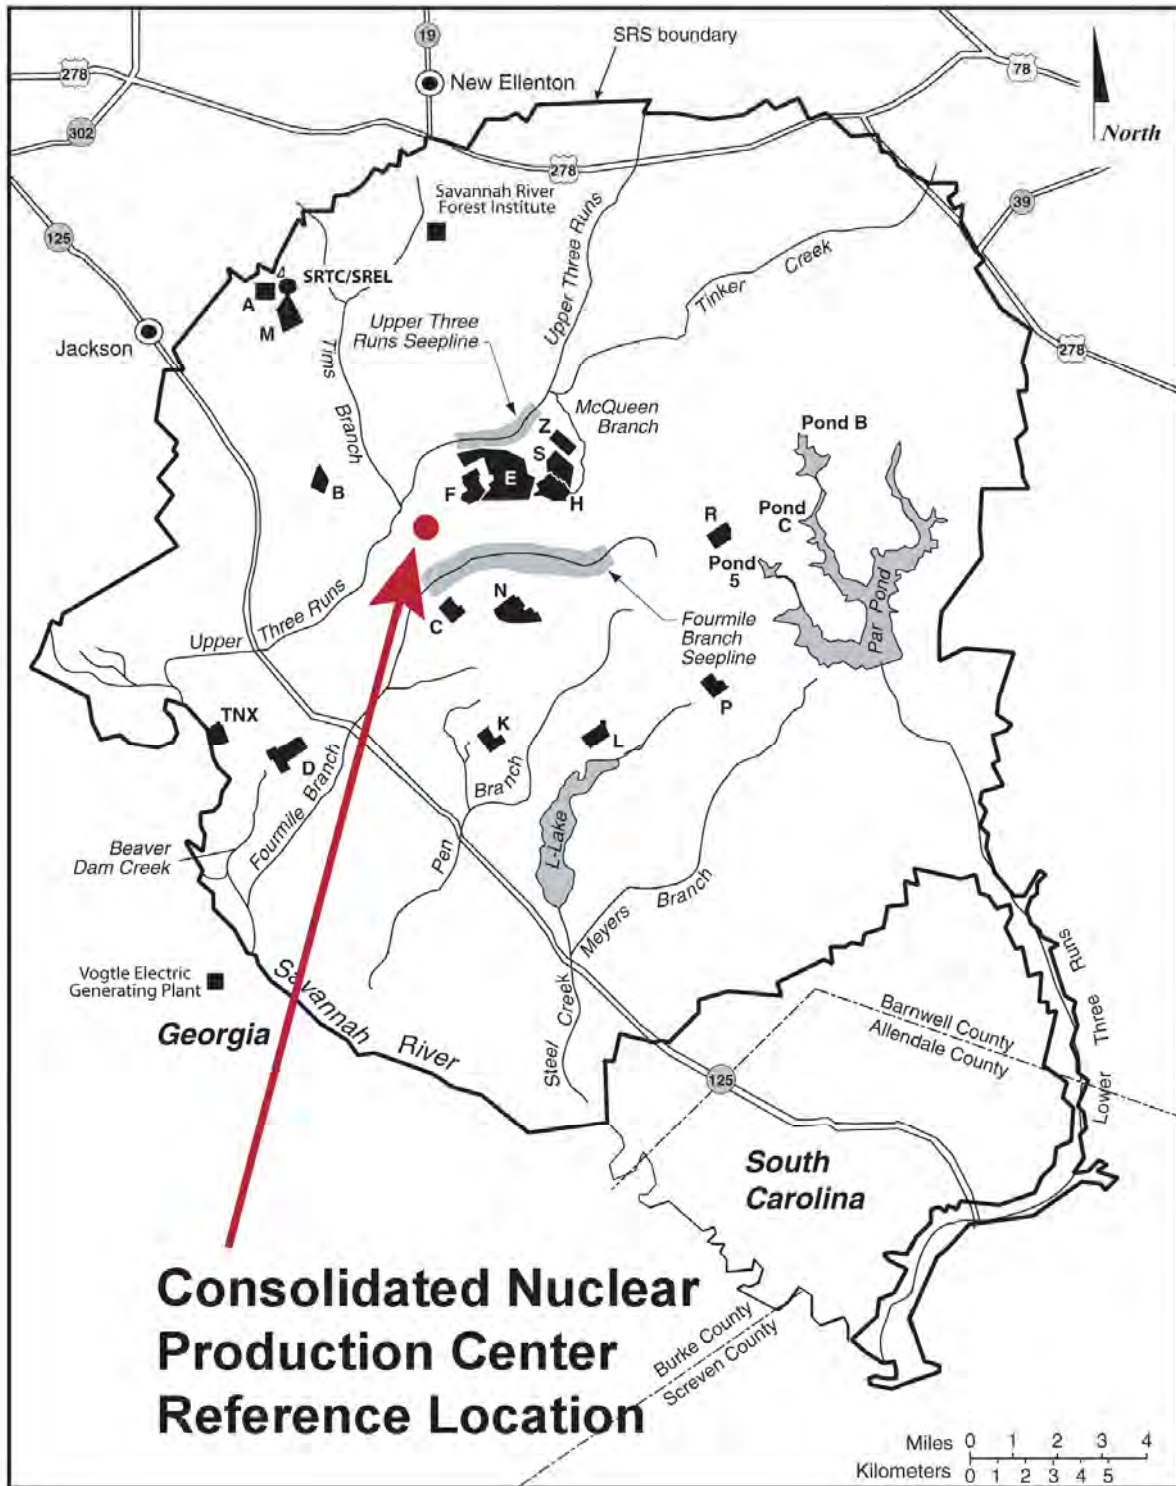 19
SRS boundary
278
New Ellenton
78
302
North
278
Savannah River
Forest Institute
39
125
Upper Three Runs
Tinker Creek
SRTC/SREL
A
M
Upper Three
Runs Seepline
Jackson
278
Tims Branch
McQueen
Branch
Z
Pond B
S
E
B
F
H
Pond
C
R
Pond
5
N
Par Pond
C
Upper Three Runs
Fourmile
Branch
Seepline
P
TNX
K
L
D
Fourmile Branch
Pen Branch
L-Lake
Beaver
Dam Creek
Meyers Branch
Lower Three Runs
Vogtle Electric
Generating Plant
Savannah River
Georgia
Steel Creek
Barnwell County
Allendale County
125
South
Carolina
Consolidated Nuclear
Production Center
Reference Location
Burke County
Screven County
Miles 0 1 2 3 4
Kilometers 0 1 2 3 4 5